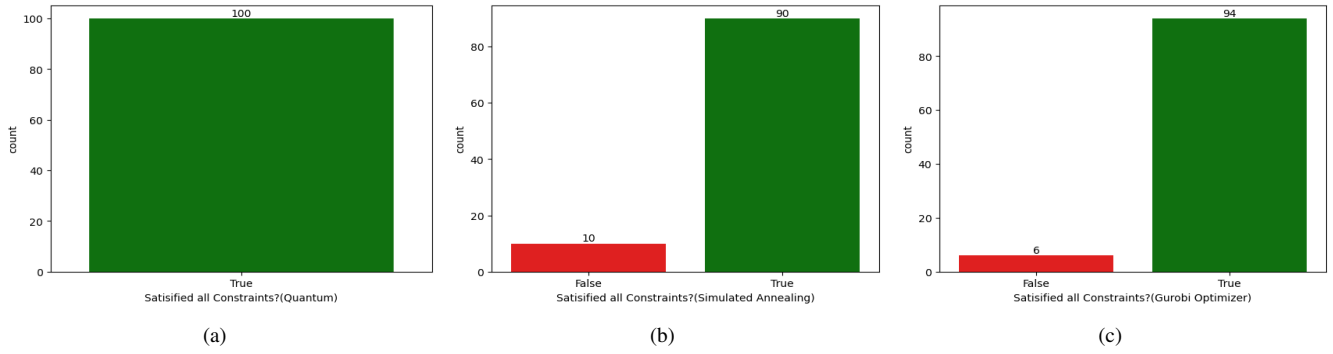 100
100
80
60
40
20
0
count
True
Satisified all Constraints?(Quantum)
(a)
90
80
60
40
20
0
count
10
False
True
Satisified all Constraints?(Simulated Annealing)
(b)
94
80
60
40
20
0
count
6
False
True
Satisified all Constraints?(Gurobi Optimizer)
(c)